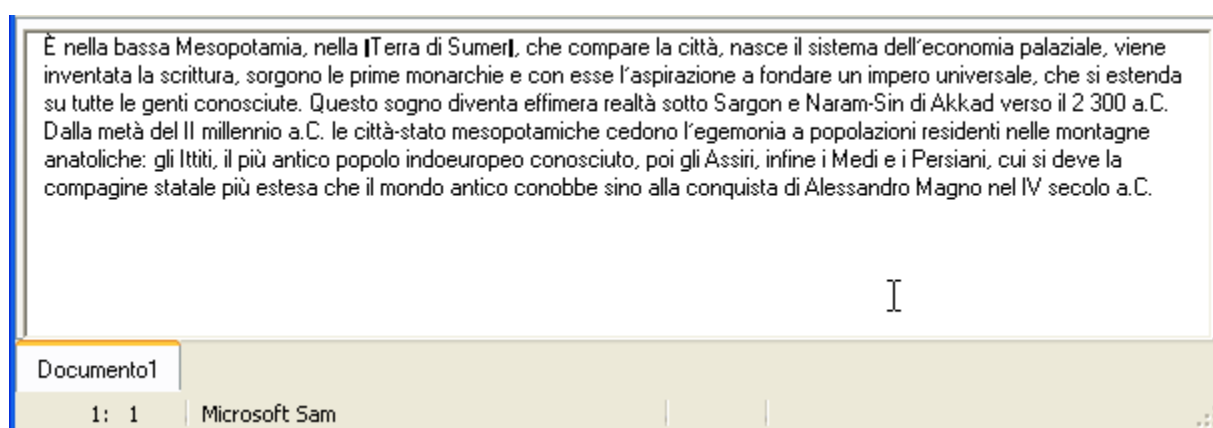 È nella bassa Mesopotamia, nella |Terra di Sumer|, che compare la città, nasce il sistema dell'economia palaziale, viene
inventata la scrittura, sorgono le prime monarchie e con esse l'aspirazione a fondare un impero universale, che si estenda
su tutte le genti conosciute. Questo sogno diventa effimera realtà sotto Sargon e Naram-Sin di Akkad verso il 2 300 a.C.
Dalla metà del II millennio a.C. le città-stato mesopotamiche cedono l'egemonia a popolazioni residenti nelle montagne
anatoliche: gli Ittiti, il più antico popolo indoeuropeo conosciuto, poi gli Assiri, infine i Medi e i Persiani, cui si deve la
compagine statale più estesa che il mondo antico conobbe sino alla conquista di Alessandro Magno nel IV secolo a.C.
Documento1
1: 1 Microsoft Sam